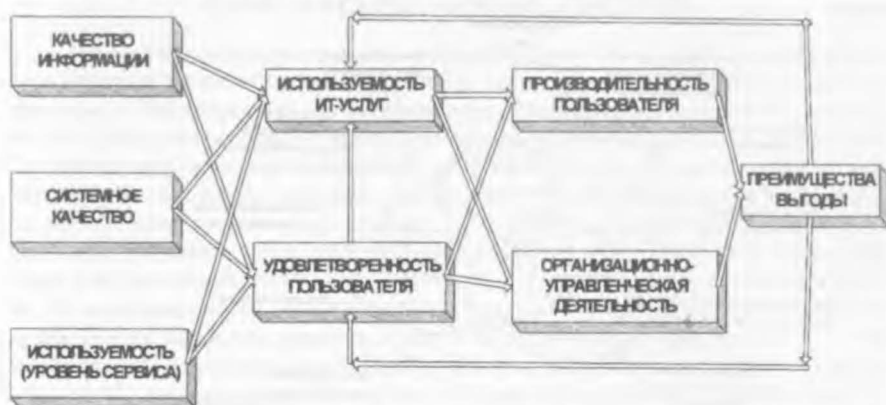 КАЧЕСТВО
ИНФОРМАЦИИ
ИСПОЛЬЗУЕМОСТЬ
ИТ-УСЛУГ
ПРОИЗВОДИТЕЛЬНОСТЬ
ПОЛЬЗОВАТЕЛЯ
СИСТЕМНОЕ
КАЧЕСТВО
ПРЕИМУЩЕСТВА
ВЫГОДЫ
УДОВЛЕТВОРЕННОСТЬ
ПОЛЬЗОВАТЕЛЯ
ОРГАНИЗАЦИОННО-
УПРАВЛЕНЧЕСКАЯ
ДЕЯТЕЛЬНОСТЬ
ИСПОЛЬЗУЕМОСТЬ
(УРОВЕНЬ СЕРВИСА)